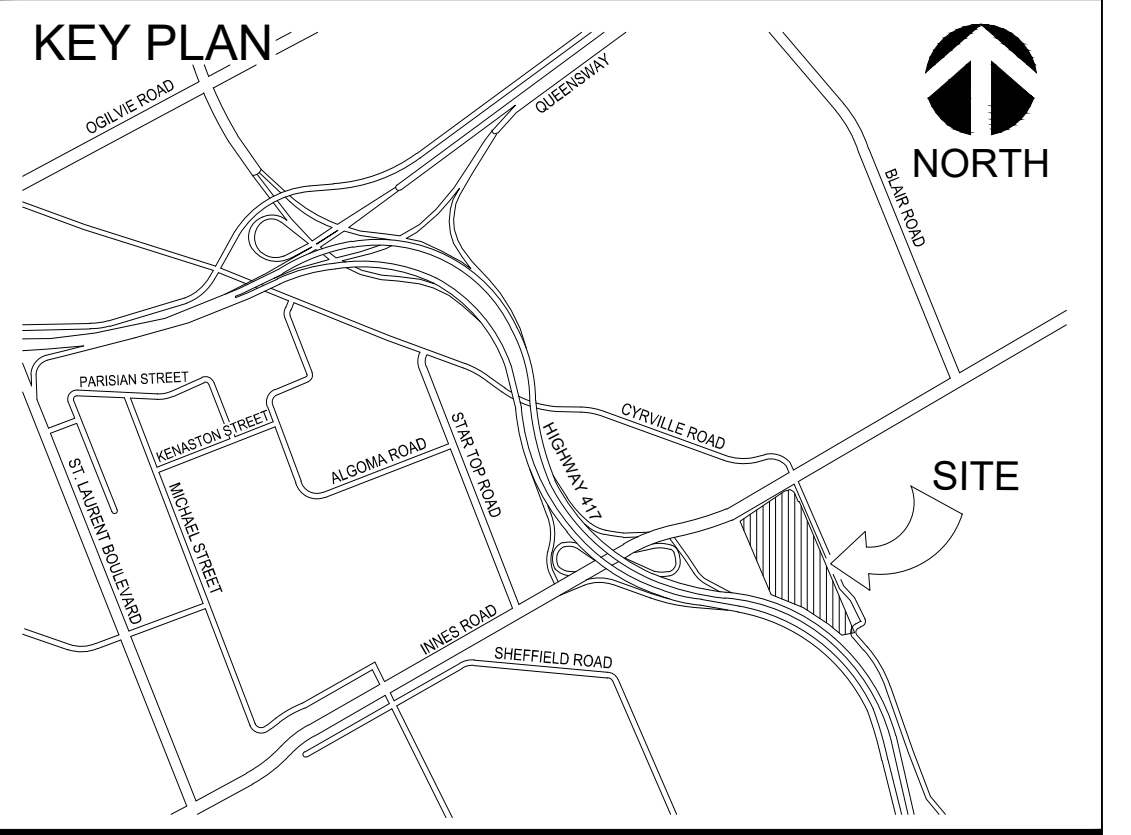 KEY PLAN
OGILVIE ROAD
QUEENSWAY
NORTH
BLAIR ROAD
PARISIAN STREET
KENASTON STREET
ALGOMA ROAD
STAR TOP ROAD
HIGHWAY 417
CYRVILLE ROAD
SITE
ST. LAURENT BOULEVARD
MICHAEL STREET
INNES ROAD
SHEFFIELD ROAD